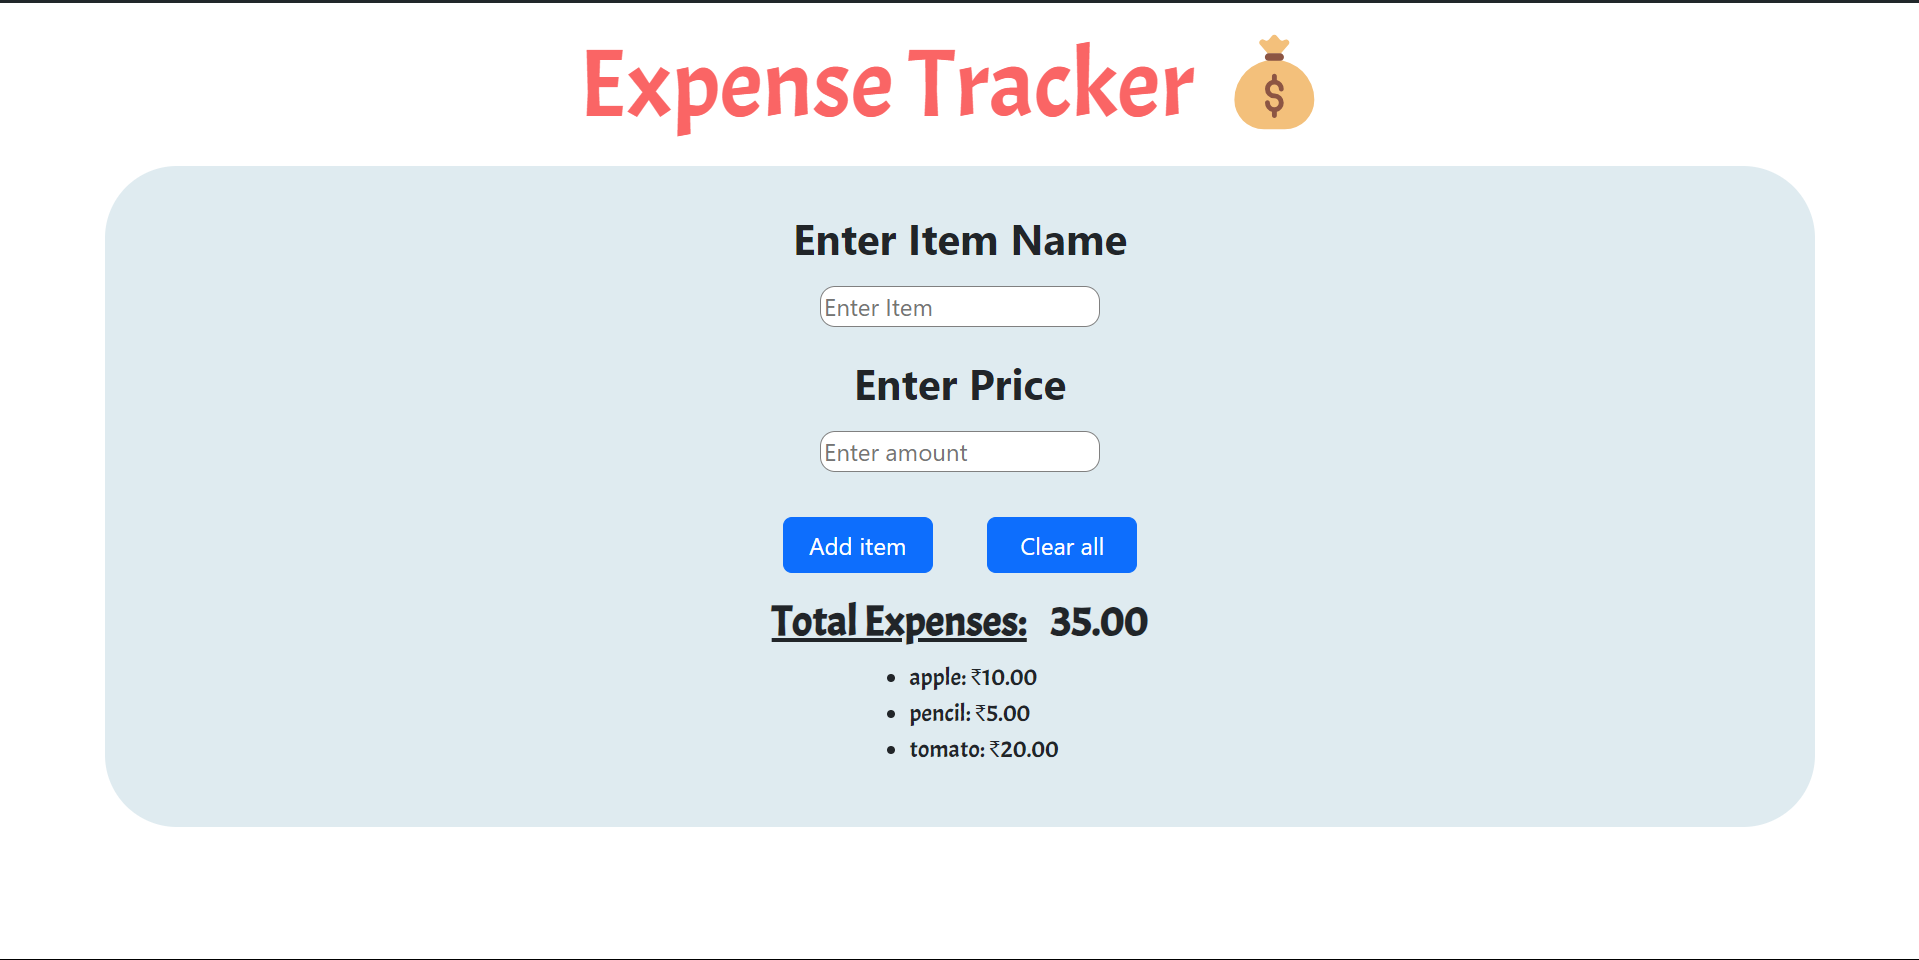 Expense Tracker
$
Enter Item Name
Enter Item
Enter Price
Enter amount
Add item Clear all
Total Expenses: 35.00
• apple: ₹10.00
• pencil: ₹5.00
• tomato: ₹20.00